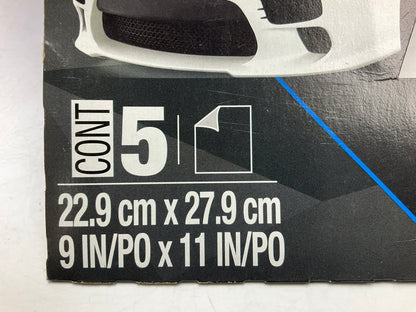 CONT 5
22.9 cm x 27.9 cm
9 IN/PO x 11 IN/PO